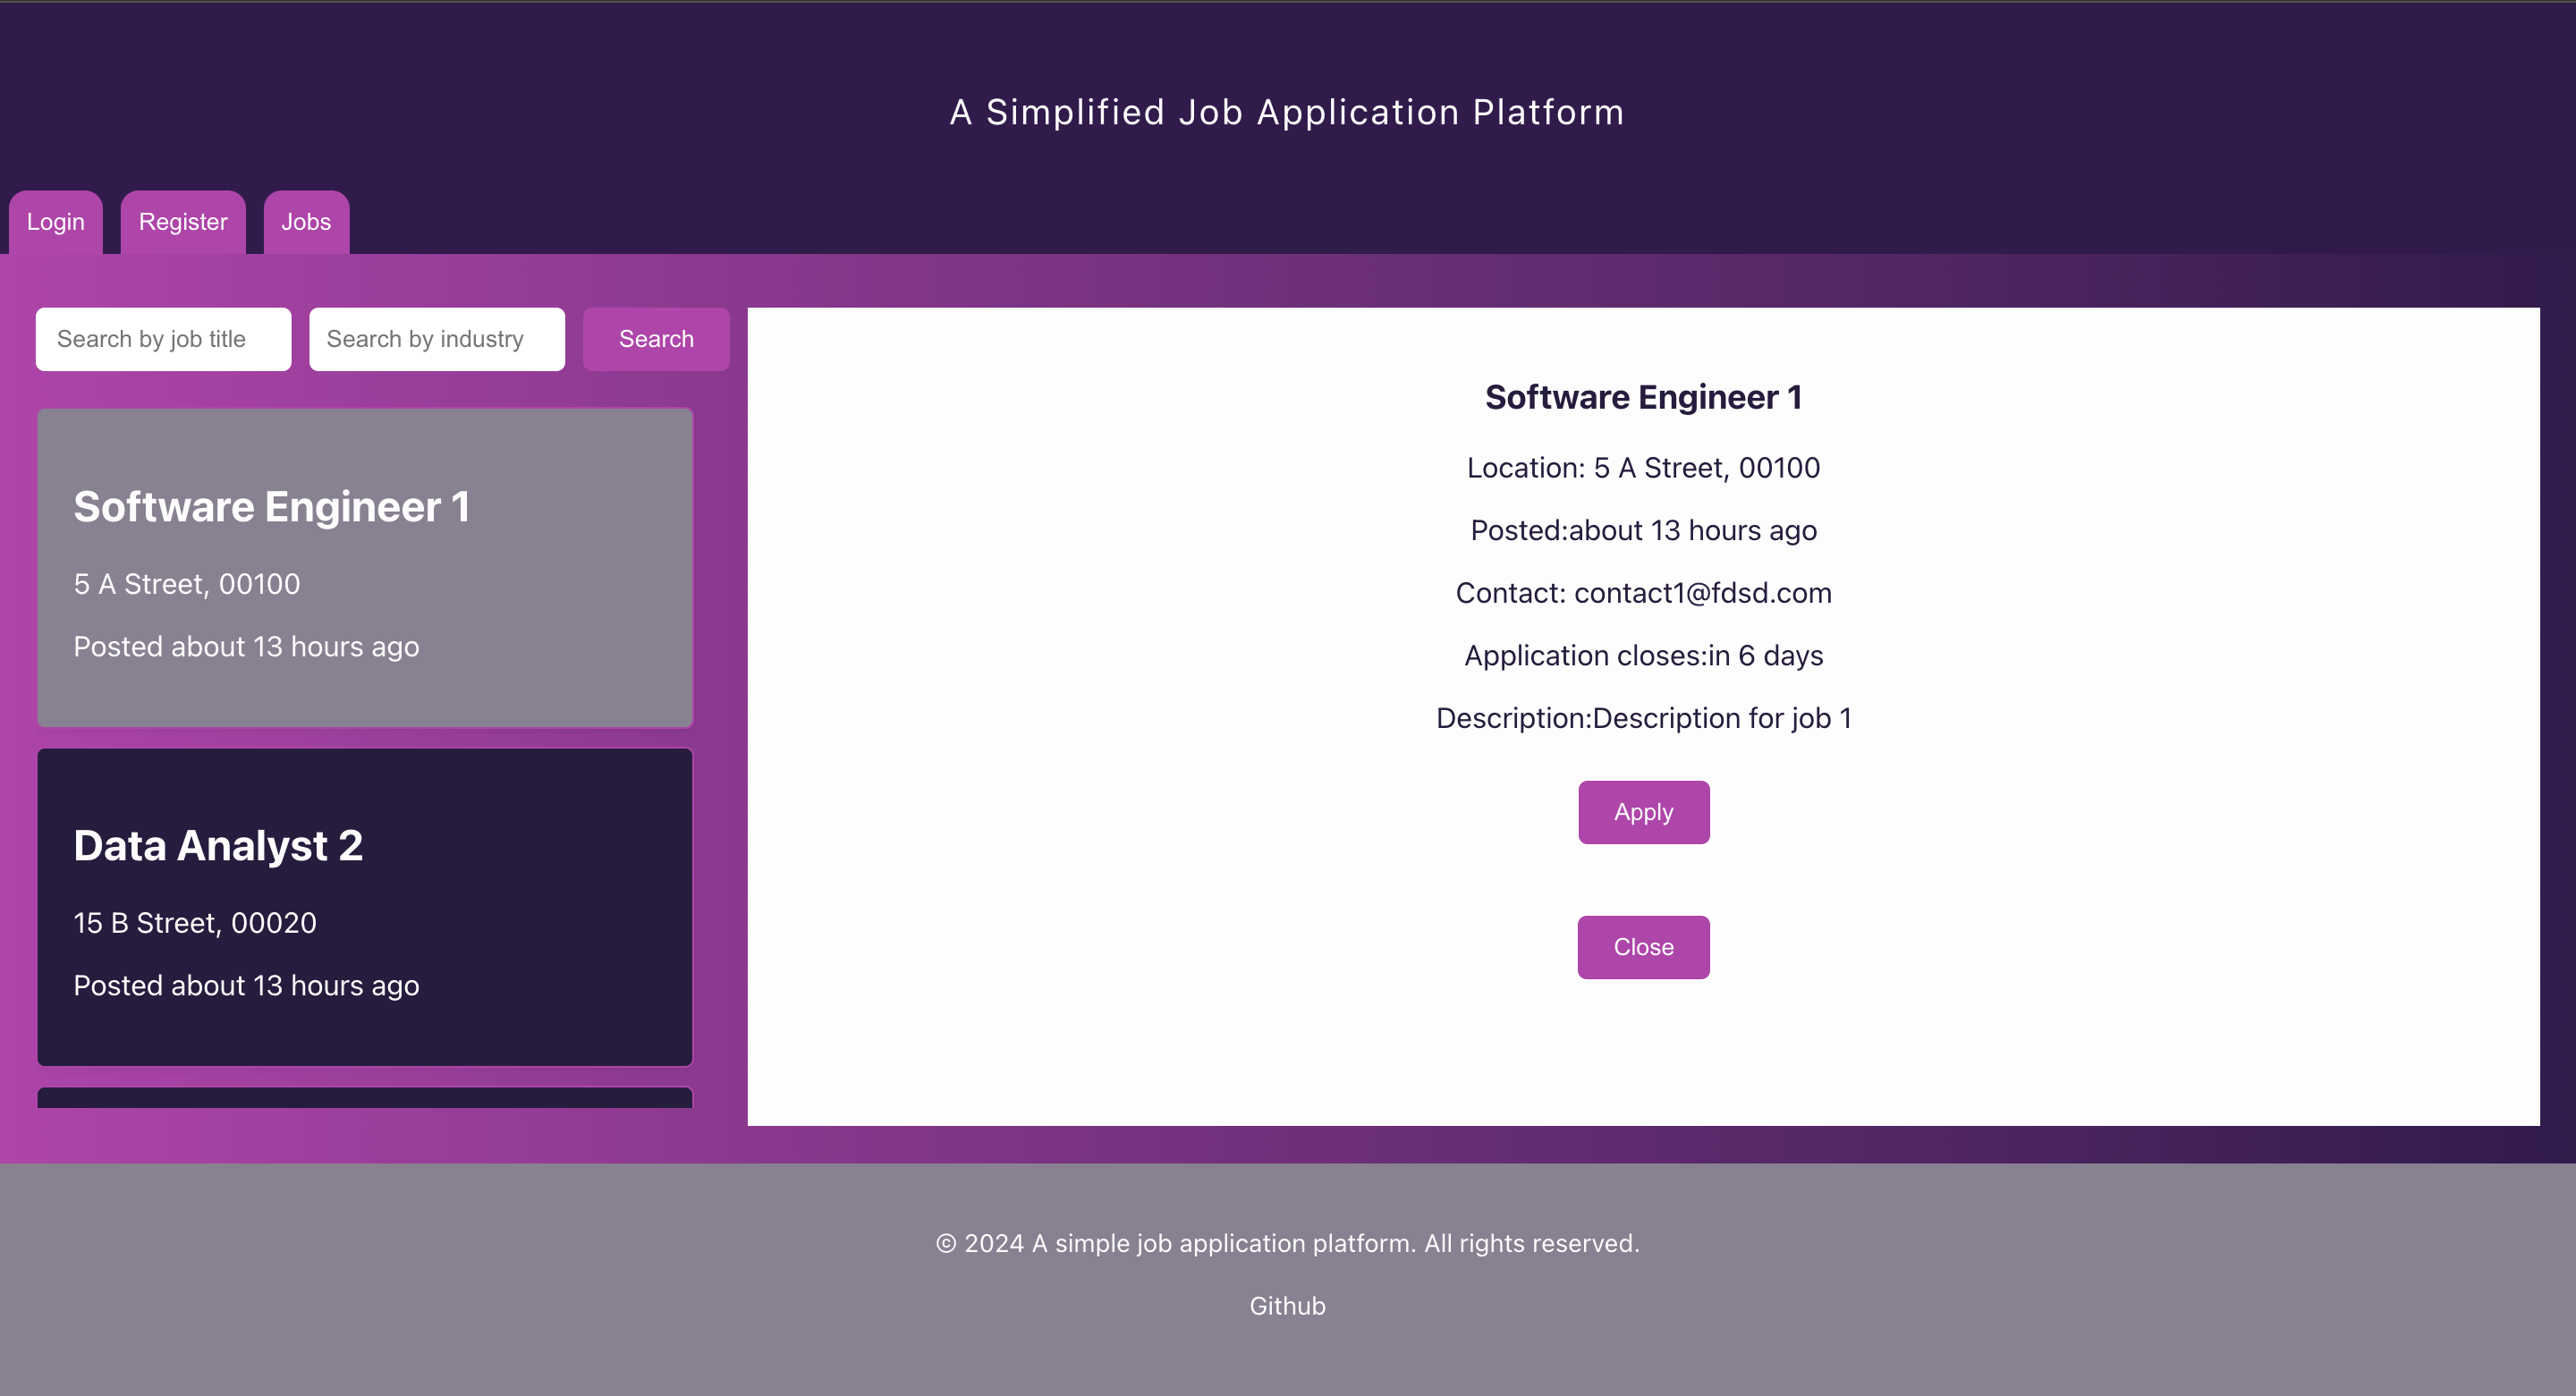 A Simplified Job Application Platform
Login Register Jobs
Search by job title Search by industry Search
Software Engineer 1
5 A Street, 00100
Posted about 13 hours ago
Data Analyst 2
15 B Street, 00020
Posted about 13 hours ago
Software Engineer 1
Location: 5 A Street, 00100
Posted:about 13 hours ago
Contact: contact1@fdsd.com
Application closes:in 6 days
Description:Description for job 1
Apply
Close
© 2024 A simple job application platform. All rights reserved.
Github